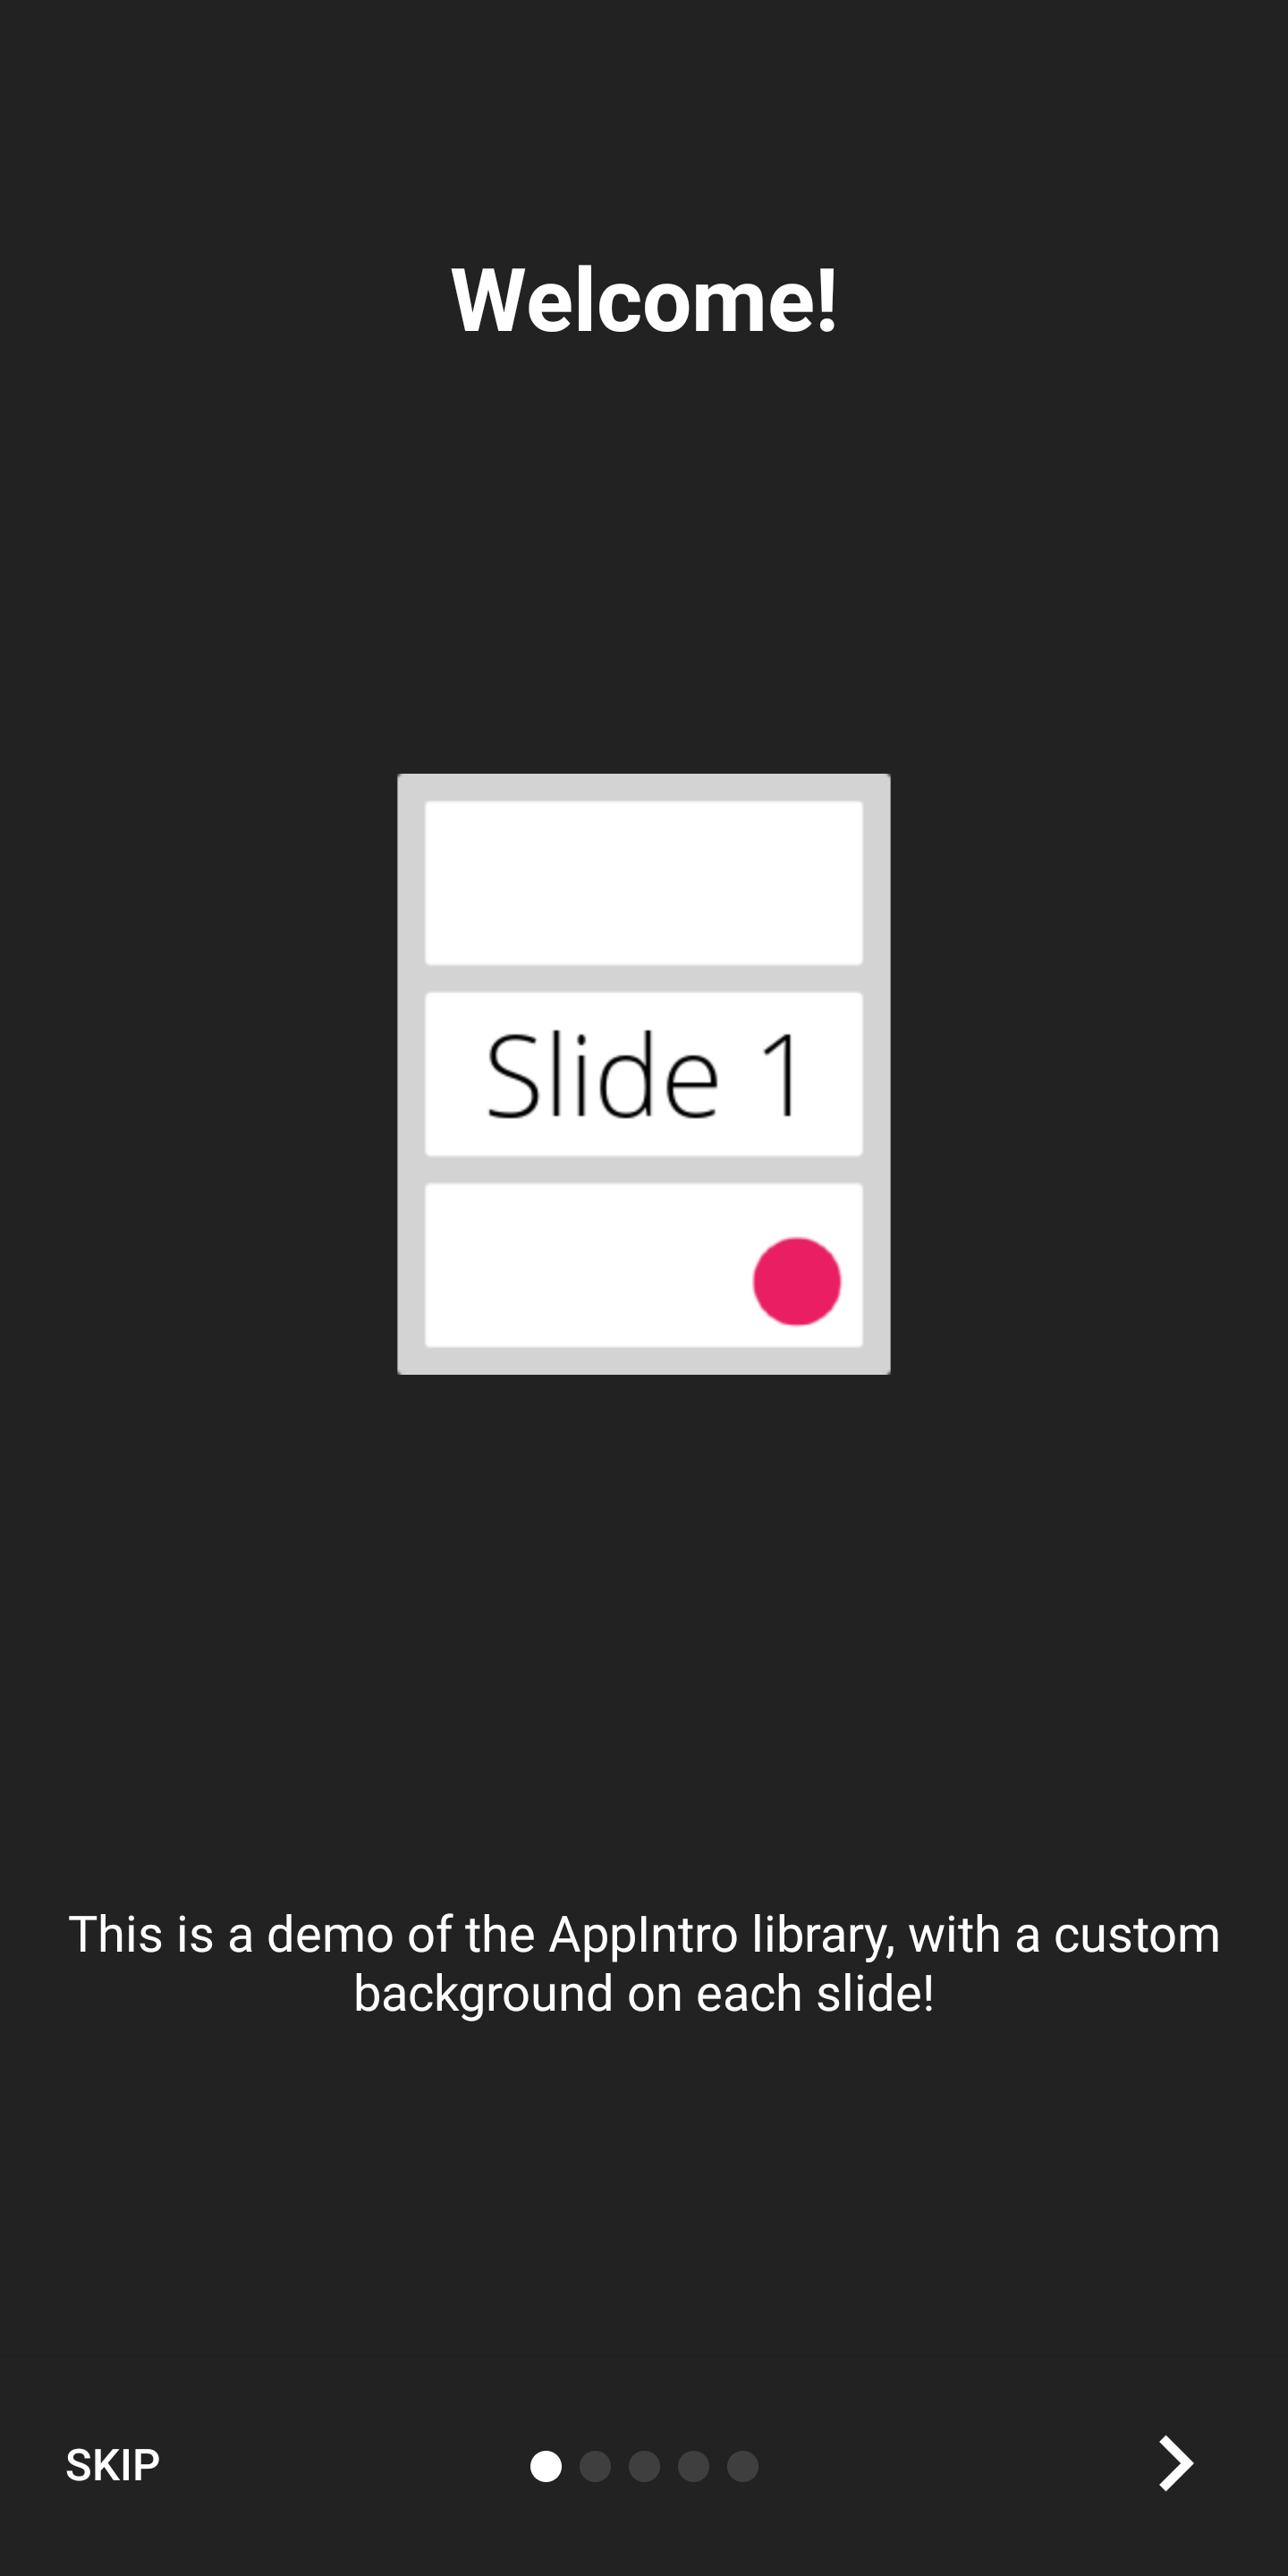 Welcome!
Slide 1
This is a demo of the AppIntro library, with a custom
background on each slide!
SKIP